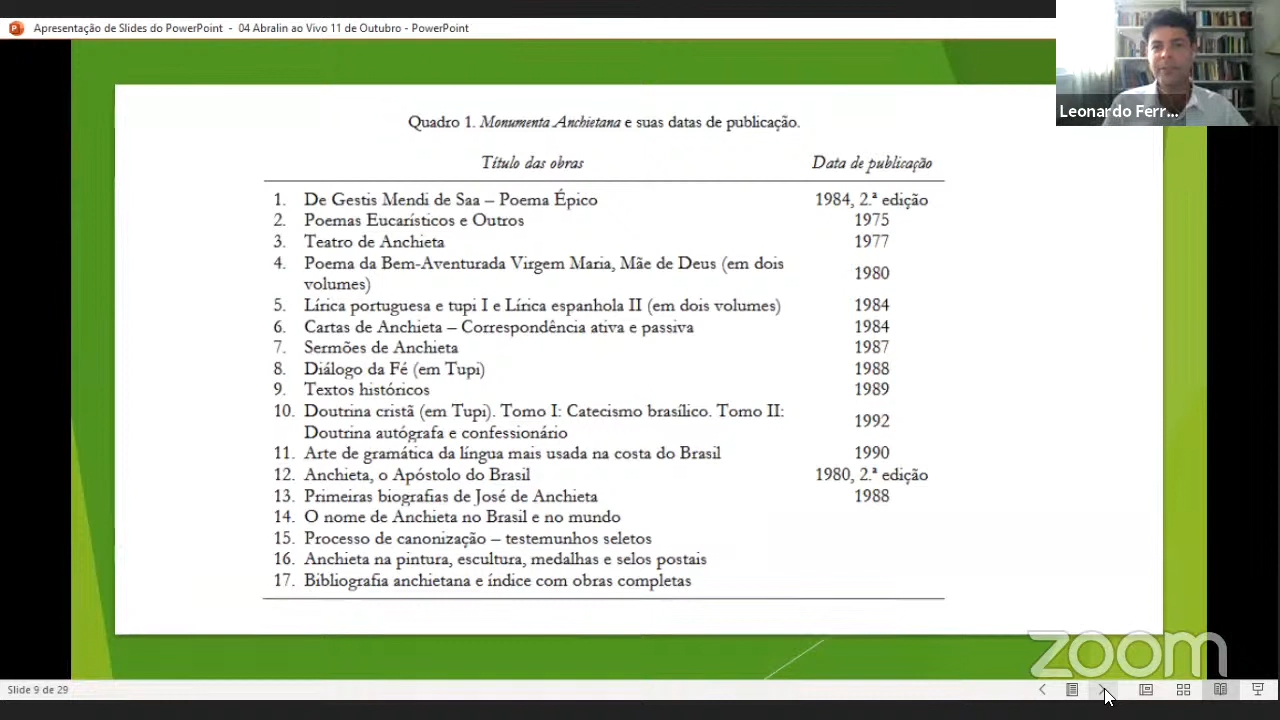 Apresentação de Slides do PowerPoint - 04 Abralin ao Vivo 11 de Outubro - PowerPoint
Leonardo Ferr...
Quadro 1. Monumenta Anchietana e suas datas de publicação.
Título das obras Data de publicação
1. De Gestis Mendi de Saa – Poema Épico 1984, 2.ª edição
2. Poemas Eucarísticos e Outros 1975
3. Teatro de Anchieta 1977
4. Poema da Bem-Aventurada Virgem Maria, Mãe de Deus (em dois
volumes) 1980
5. Lírica portuguesa e tupi I e Lírica espanhola II (em dois volumes) 1984
6. Cartas de Anchieta – Correspondência ativa e passiva 1984
7. Sermões de Anchieta 1987
8. Diálogo da Fé (em Tupi) 1988
9. Textos históricos 1989
10. Doutrina cristã (em Tupi). Tomo I: Catecismo brasílico. Tomo II:
Doutrina autógrafa e confessionário 1992
11. Arte de gramática da língua mais usada na costa do Brasil 1990
12. Anchieta, o Apóstolo do Brasil 1980, 2.ª edição
13. Primeiras biografias de José de Anchieta 1988
14. O nome de Anchieta no Brasil e no mundo
15. Processo de canonização – testemunhos seletos
16. Anchieta na pintura, escultura, medalhas e selos postais
17. Bibliografia anchietana e índice com obras completas
zoom
Slide 9 de 29